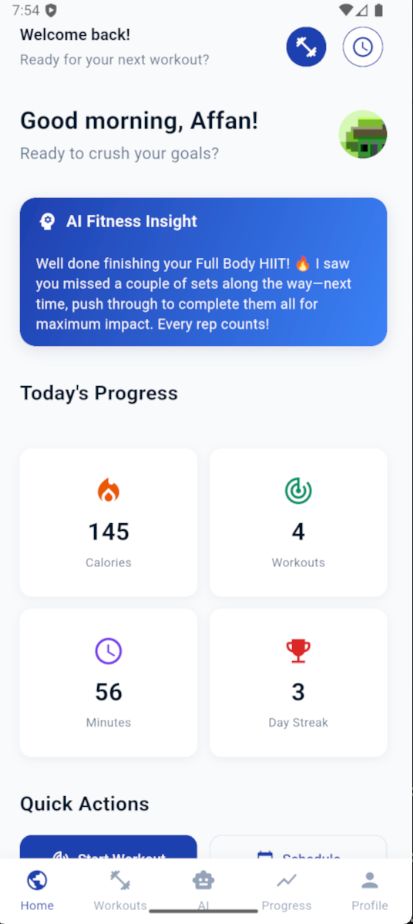 7:54
Welcome back!
Ready for your next workout?
Good morning, Affan!
Ready to crush your goals?
AI Fitness Insight
Well done finishing your Full Body HIIT! 🔥 I saw
you missed a couple of sets along the way—next
time, push through to complete them all for
maximum impact. Every rep counts!
Today's Progress
145
Calories
4
Workouts
56
Minutes
3
Day Streak
Quick Actions
Start Workout
Schedule
Home
Workouts
AI
Progress
Profile